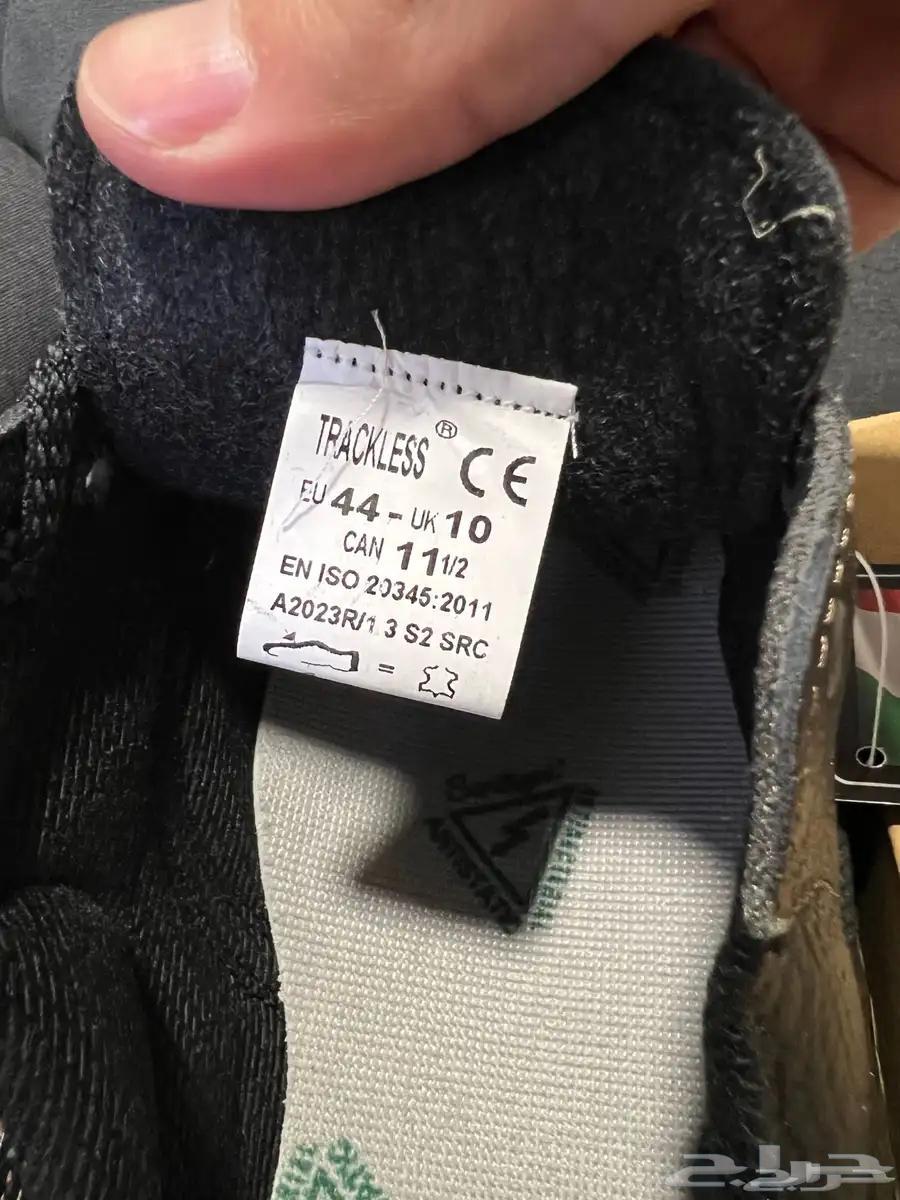 TRACKLESS ® CE
EU 44 - UK 10
CAN 11 1/2
EN ISO 20345:2011
A2023R/1 3 S2 SRC
=
ANTISTATIC
حراج